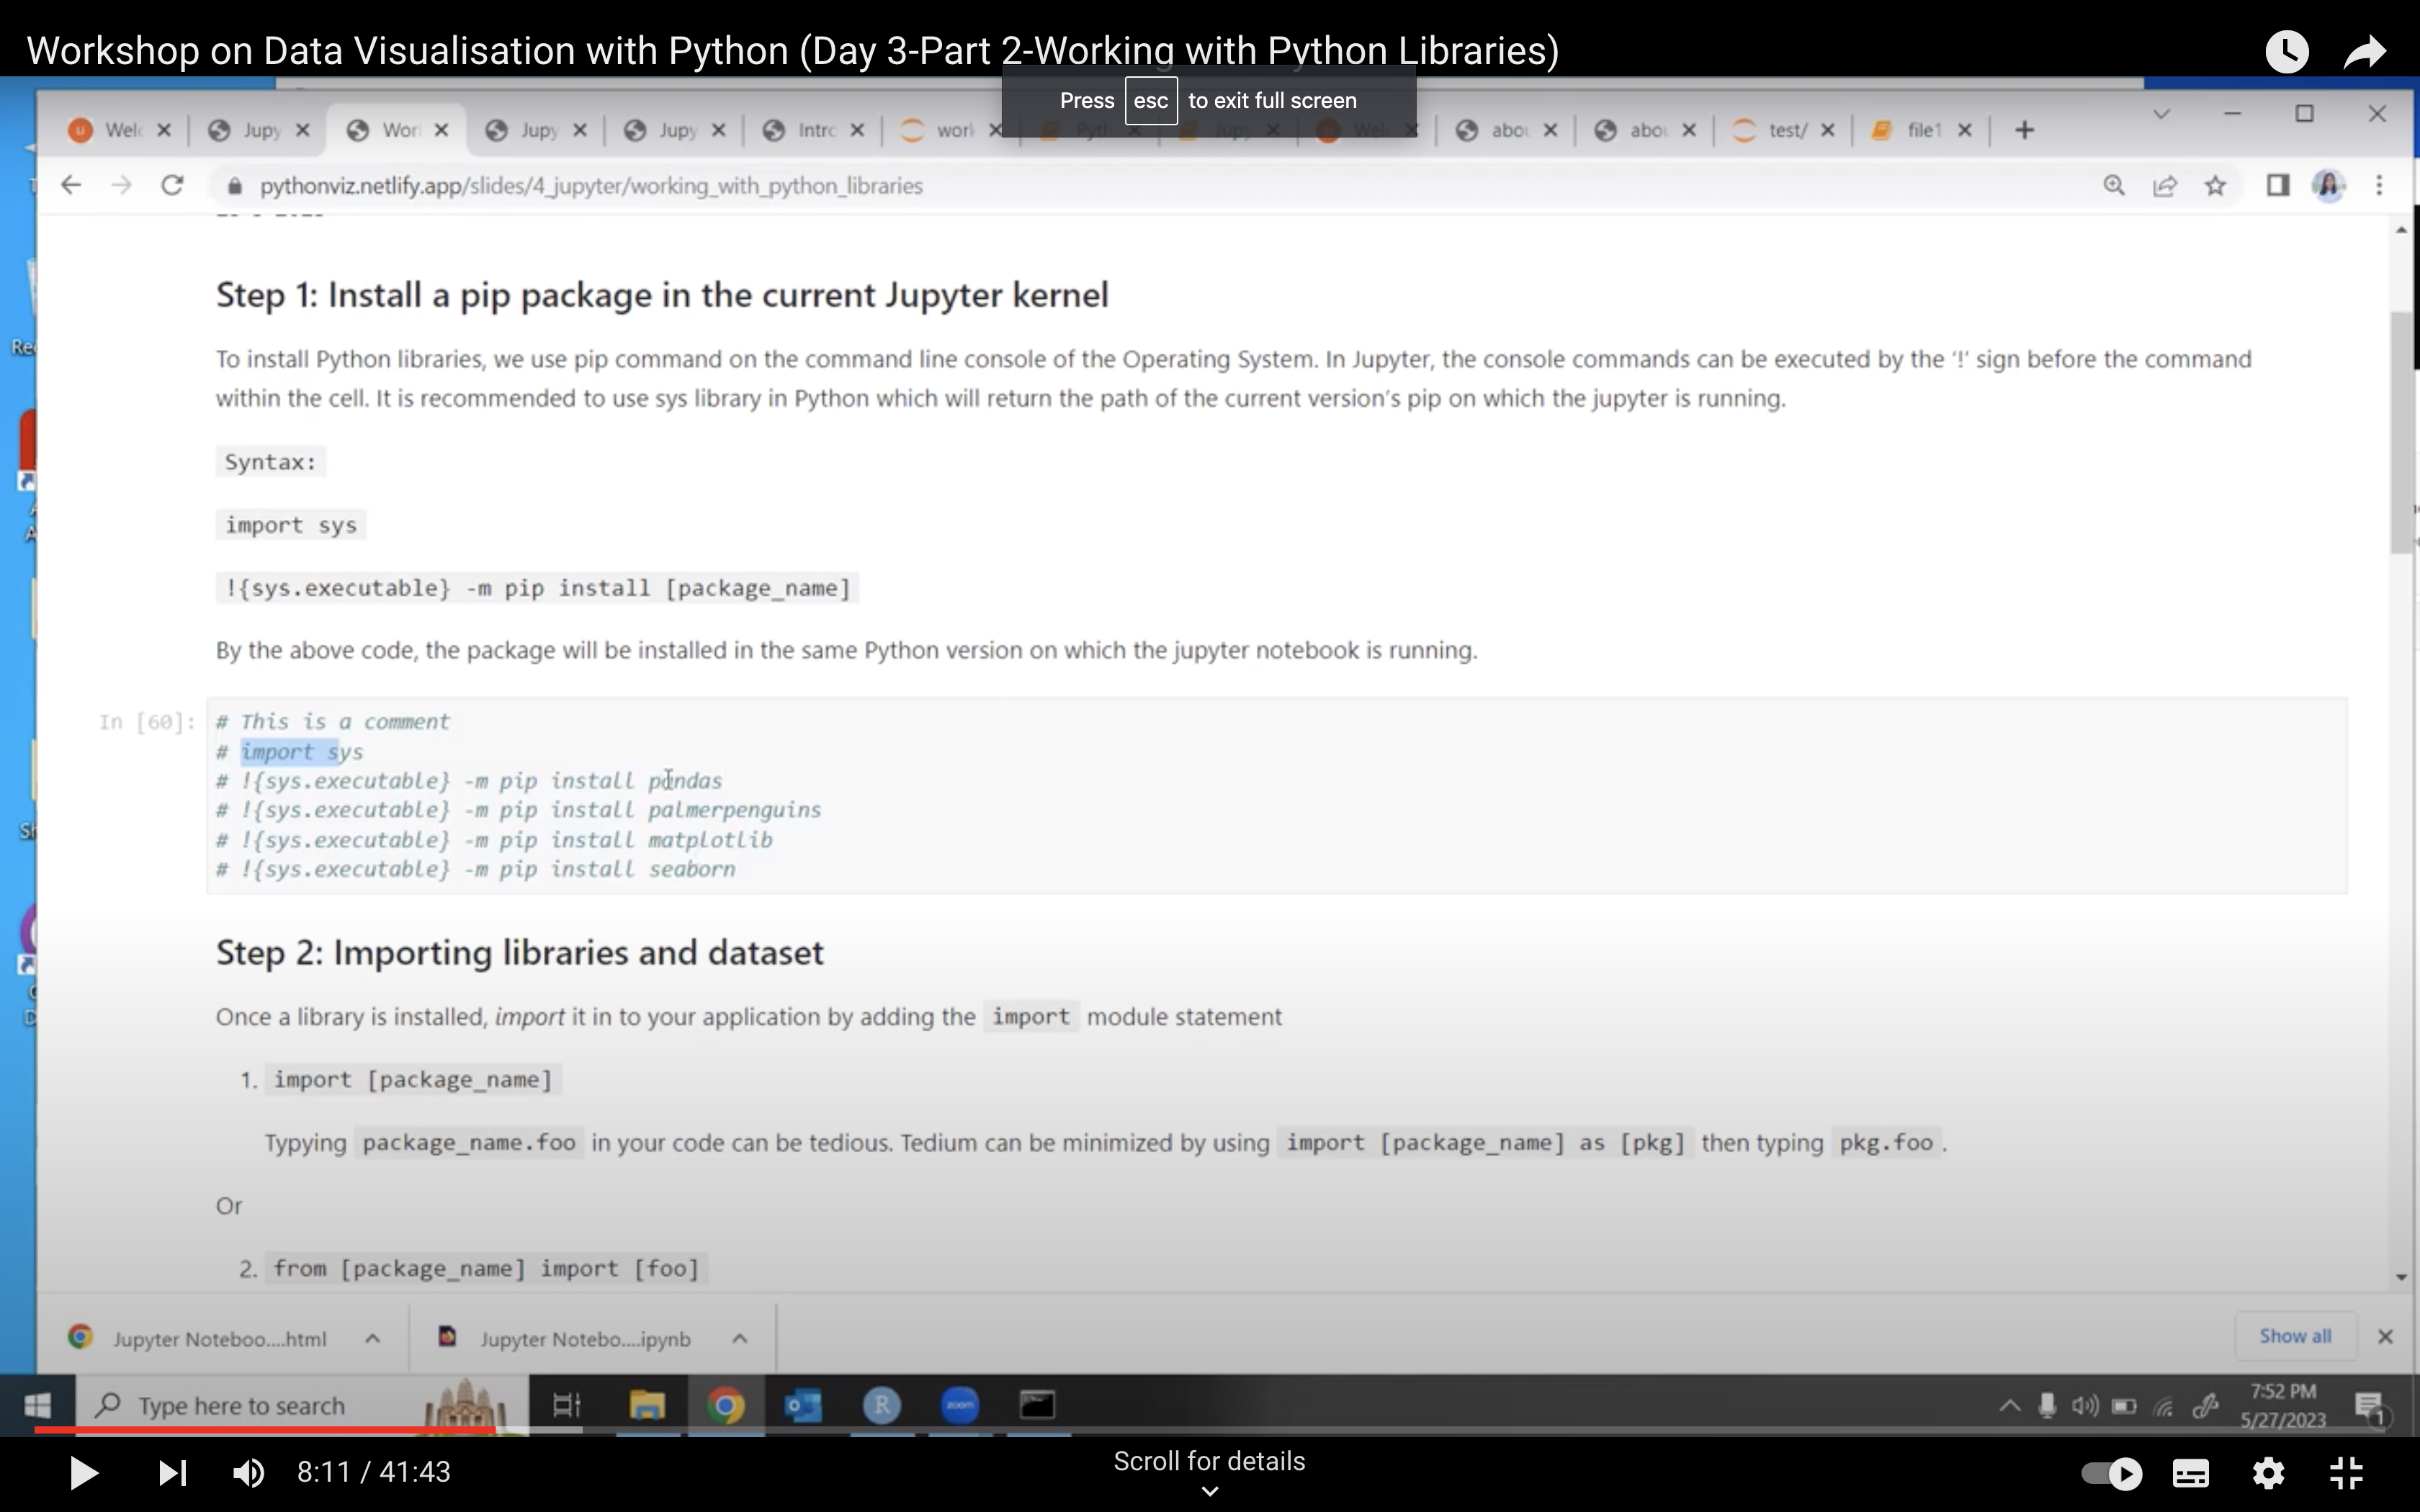 Workshop on Data Visualisation with Python (Day 3-Part 2-Working with Python Libraries)
Press esc to exit full screen
Welc Jupy Wor Jupy Jupy Intro work Pyth Jupy Welc abou abou test/ file1
pythonviz.netlify.app/slides/4_jupyter/working_with_python_libraries
Step 1: Install a pip package in the current Jupyter kernel
To install Python libraries, we use pip command on the command line console of the Operating System. In Jupyter, the console commands can be executed by the '!' sign before the command
within the cell. It is recommended to use sys library in Python which will return the path of the current version's pip on which the jupyter is running.
Syntax:
import sys
!{sys.executable} -m pip install [package_name]
By the above code, the package will be installed in the same Python version on which the jupyter notebook is running.
In [60]: # This is a comment
# import sys
# !{sys.executable} -m pip install pandas
# !{sys.executable} -m pip install palmerpenguins
# !{sys.executable} -m pip install matplotlib
# !{sys.executable} -m pip install seaborn
Step 2: Importing libraries and dataset
Once a library is installed, import it in to your application by adding the import module statement
1. import [package_name]
Typying package_name.foo in your code can be tedious. Tedium can be minimized by using import [package_name] as [pkg] then typing pkg.foo .
Or
2. from [package_name] import [foo]
Jupyter Noteboo....html Jupyter Notebo....ipynb Show all
Type here to search
zoom
7:52 PM
5/27/2023
1
8:11 / 41:43
Scroll for details